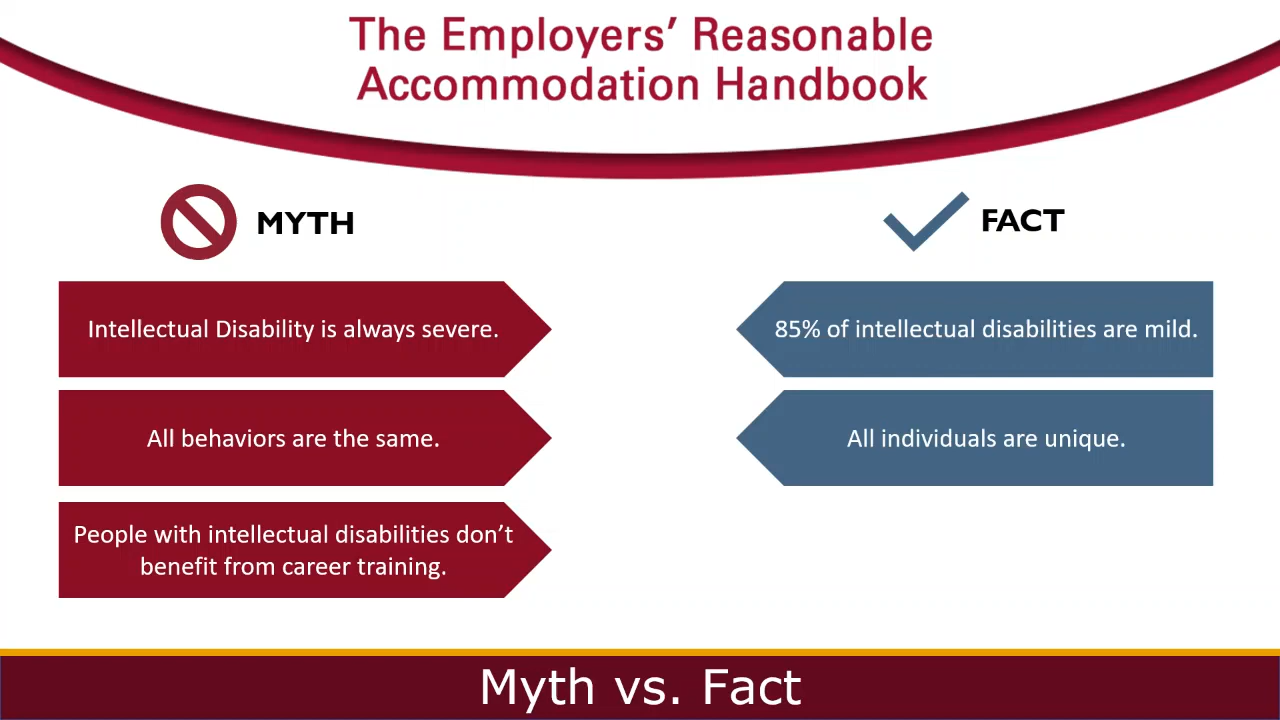 The Employers’ Reasonable
Accommodation Handbook
MYTH
FACT
Intellectual Disability is always severe.
85% of intellectual disabilities are mild.
All behaviors are the same.
All individuals are unique.
People with intellectual disabilities don’t
benefit from career training.
Myth vs. Fact